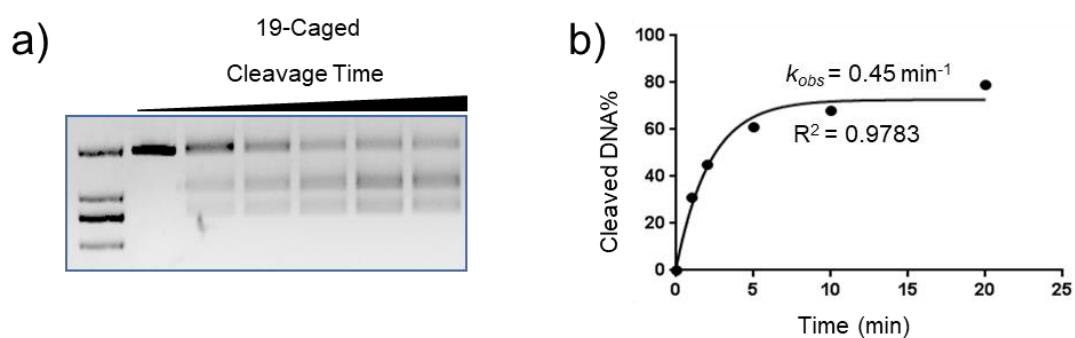 a)
19-Caged
Cleavage Time
b)
100
80
60
40
20
0
Cleaved DNA%
k_obs = 0.45 min⁻¹
R² = 0.9783
0 5 10 15 20 25
Time (min)